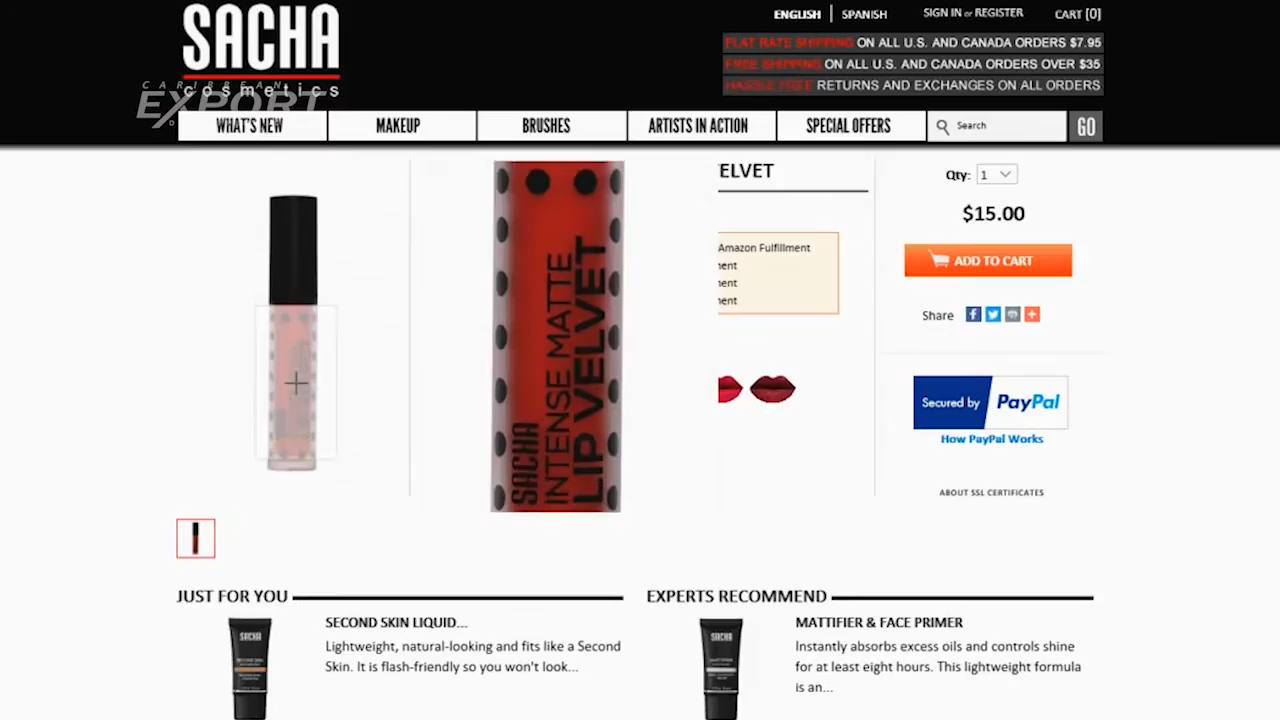 SACHA
cosmetics
CARIBBEAN
EXPORT
ENGLISH SPANISH SIGN IN or REGISTER CART [0]
FLAT RATE SHIPPING ON ALL U.S. AND CANADA ORDERS $7.95
FREE SHIPPING ON ALL U.S. AND CANADA ORDERS OVER $35
HASSLE FREE RETURNS AND EXCHANGES ON ALL ORDERS
WHAT'S NEW MAKEUP BRUSHES ARTISTS IN ACTION SPECIAL OFFERS Search GO
SACHA
INTENSE MATTE
LIP VELVET
ELVET
Amazon Fulfillment
ment
ment
ment
Qty: 1
$15.00
ADD TO CART
Share
Secured by PayPal
How PayPal Works
ABOUT SSL CERTIFICATES
JUST FOR YOU
SACHA
SECOND SKIN LIQUID...
Lightweight, natural-looking and fits like a Second
Skin. It is flash-friendly so you won't look...
EXPERTS RECOMMEND
SACHA
MATTIFIER & FACE PRIMER
Instantly absorbs excess oils and controls shine
for at least eight hours. This lightweight formula
is an...